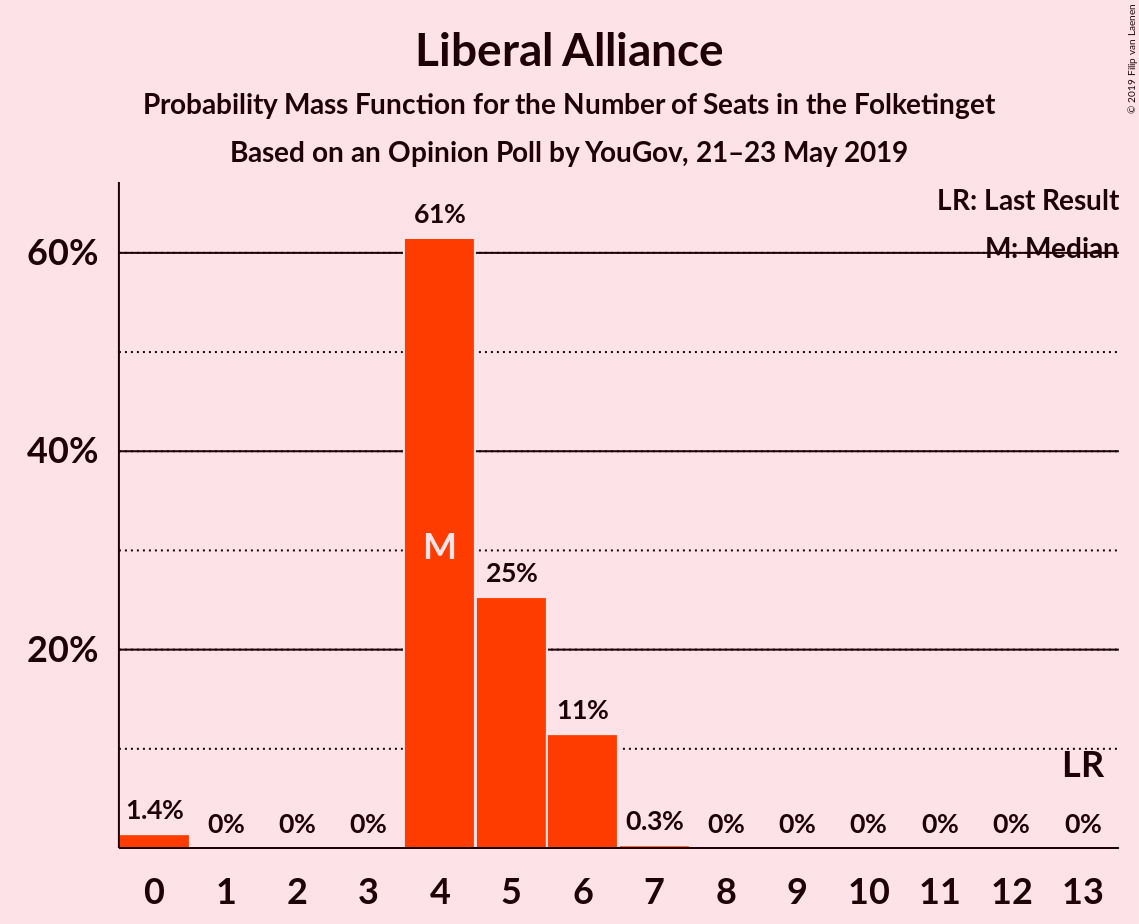 Liberal Alliance
Probability Mass Function for the Number of Seats in the Folketinget
Based on an Opinion Poll by YouGov, 21–23 May 2019
© 2019 Filip van Laenen
LR: Last Result
M: Median
60%
40%
20%
1.4%
0%
0%
0%
61%
M
25%
11%
0.3%
0%
0%
0%
0%
0%
0%
LR
0 1 2 3 4 5 6 7 8 9 10 11 12 13